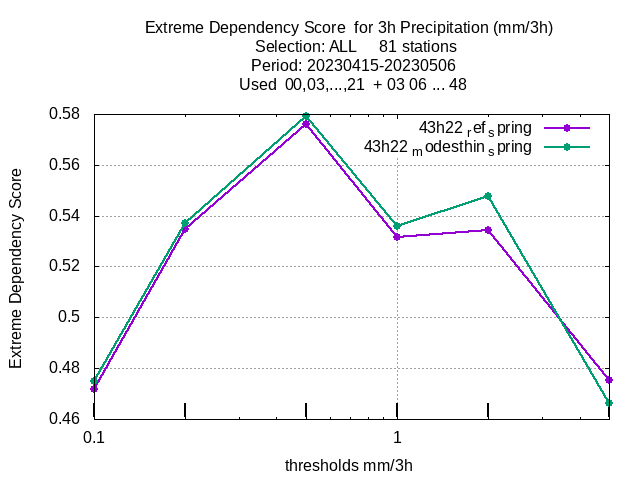 Extreme Dependency Score  for 3h Precipitation (mm/3h)
Selection: ALL     81 stations
Period: 20230415-20230506
Used  00,03,...,21  + 03 06 ... 48
0.58
43h22 ref spring
43h22 modesthin spring
0.56
0.54
0.52
0.5
0.48
0.46
Extreme Dependency Score
0.1
1
thresholds mm/3h